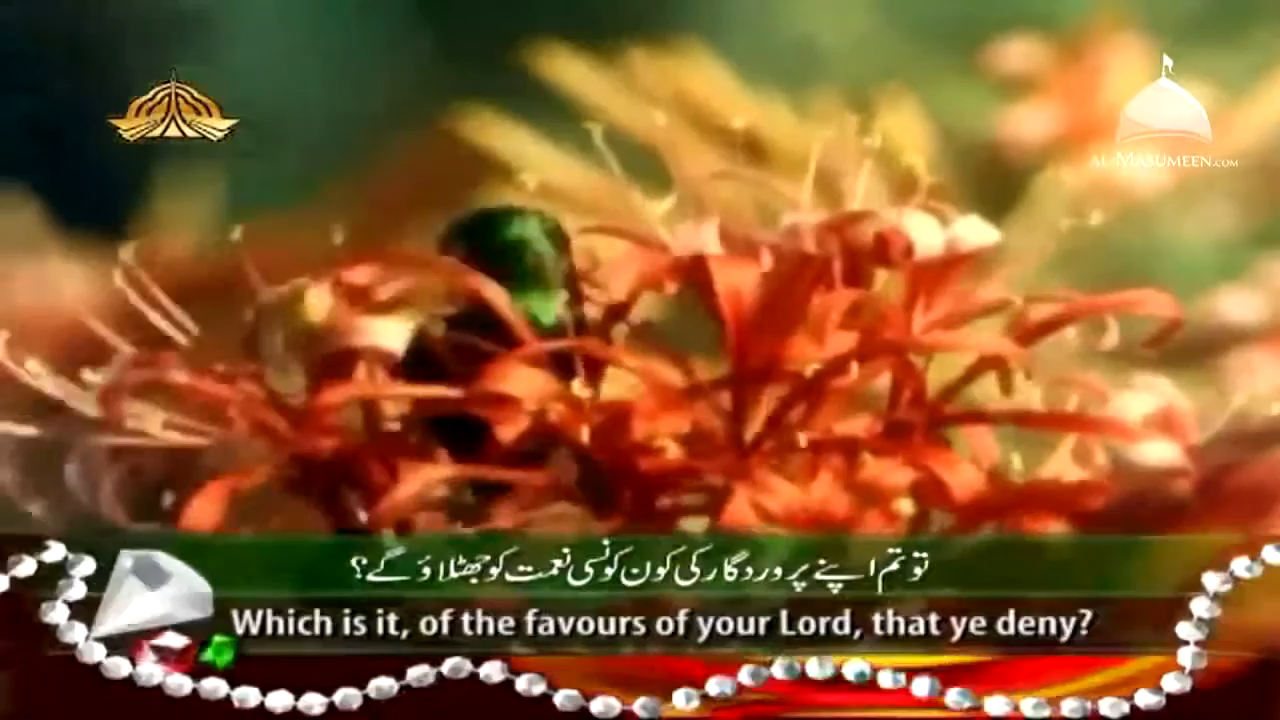 AL-MASUMEEN.COM
تو تم اپنے پروردگار کی کون کونسی نعمت کو جھٹلاؤ گے؟
Which is it, of the favours of your Lord, that ye deny?